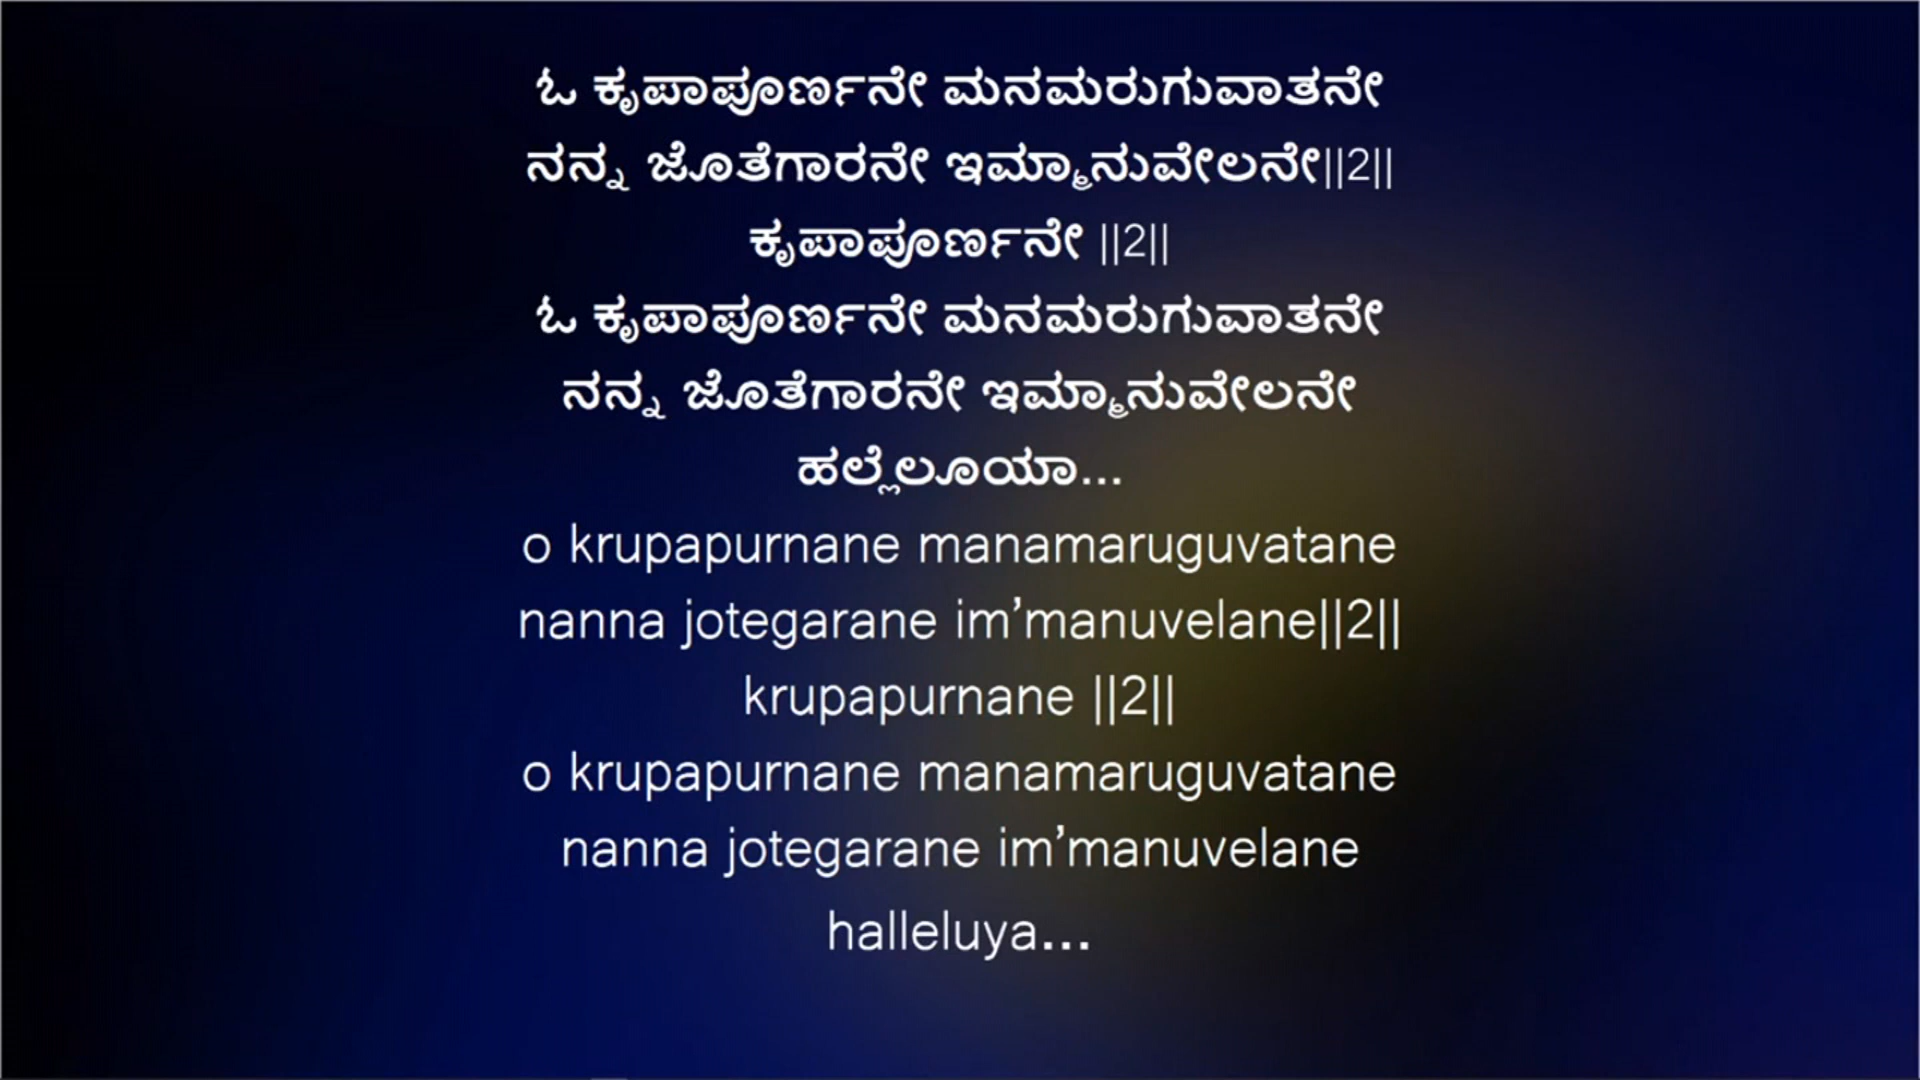 ಓ ಕೃಪಾಪೂರ್ಣನೇ ಮನಮರುಗುವಾತನೇ
ನನ್ನ ಜೊತೆಗಾರನೇ ಇಮ್ಮಾನುವೇಲನೇ||2||
ಕೃಪಾಪೂರ್ಣನೇ ||2||
ಓ ಕೃಪಾಪೂರ್ಣನೇ ಮನಮರುಗುವಾತನೇ
ನನ್ನ ಜೊತೆಗಾರನೇ ಇಮ್ಮಾನುವೇಲನೇ
ಹಲ್ಲೆಲೂಯಾ...
o krupapurnane manamaruguvatane
nanna jotegarane im’manuvelane||2||
krupapurnane ||2||
o krupapurnane manamaruguvatane
nanna jotegarane im’manuvelane
halleluya...